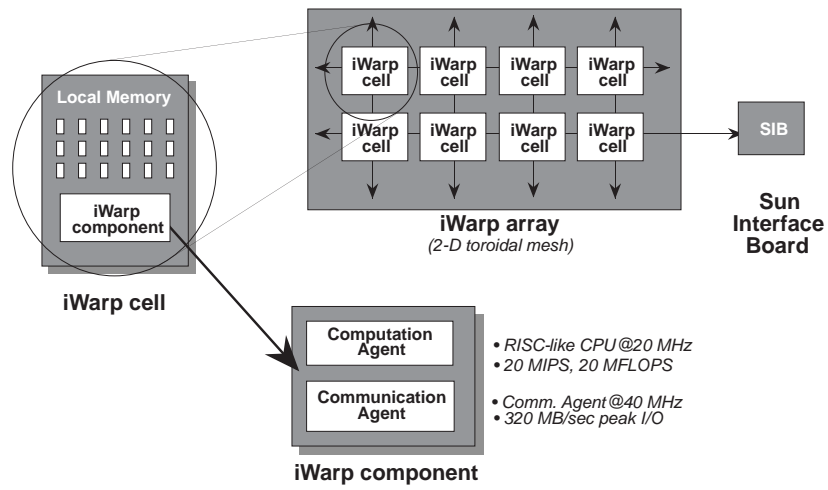 Local Memory
iWarp
component
iWarp cell
iWarp
cell
iWarp
cell
iWarp
cell
iWarp
cell
iWarp
cell
iWarp
cell
iWarp
cell
iWarp
cell
iWarp array
(2-D toroidal mesh)
SIB
Sun
Interface
Board
Computation
Agent
Communication
Agent
iWarp component
• RISC-like CPU@20 MHz
• 20 MIPS, 20 MFLOPS
• Comm. Agent@40 MHz
• 320 MB/sec peak I/O